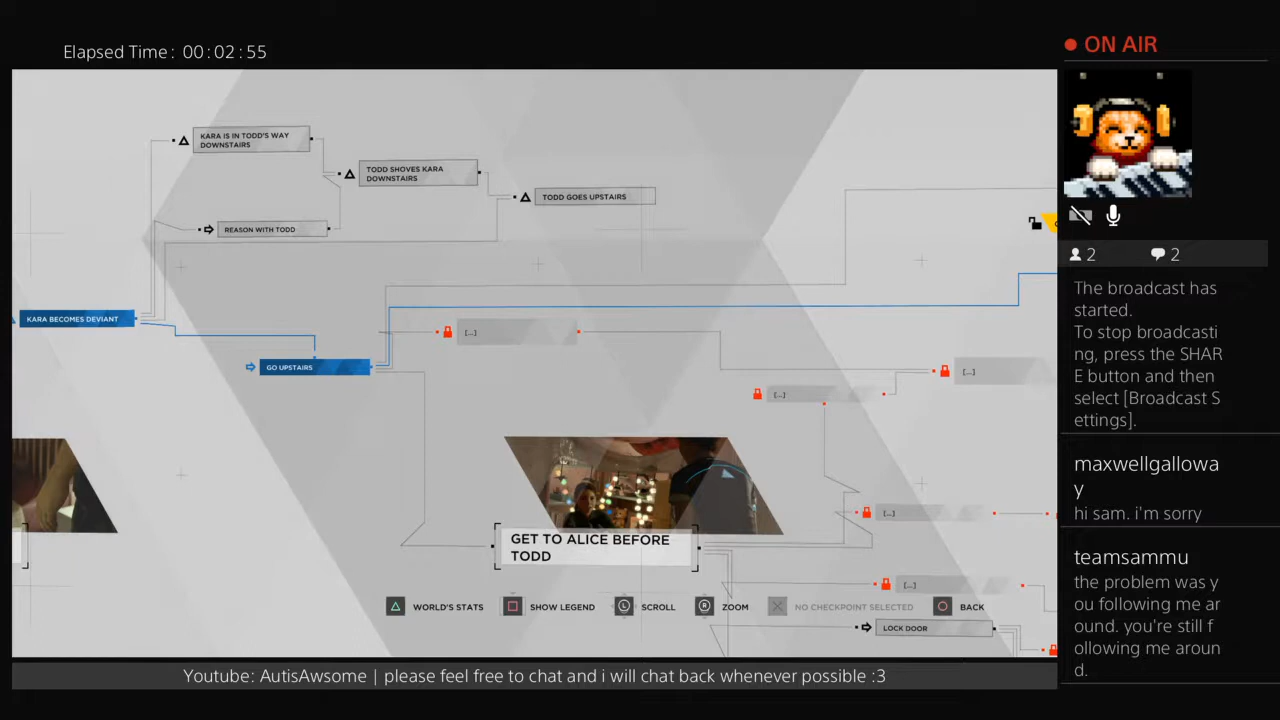 Elapsed Time: 00:02:55
ON AIR
KARA IS IN TODD'S WAY
DOWNSTAIRS
TODD SHOVES KARA
DOWNSTAIRS
TODD GOES UPSTAIRS
REASON WITH TODD
KARA BECOMES DEVIANT
GO UPSTAIRS
[...]
[...]
[...]
[...]
[...]
GET TO ALICE BEFORE
TODD
LOCK DOOR
WORLD'S STATS
SHOW LEGEND
L SCROLL
R ZOOM
NO CHECKPOINT SELECTED
BACK
Youtube: AutisAwsome | please feel free to chat and i will chat back whenever possible :3
2
2
The broadcast has
started.
To stop broadcasti
ng, press the SHAR
E button and then
select [Broadcast S
ettings].
maxwellgallowa
y
hi sam. i'm sorry
teamsammu
the problem was y
ou following me ar
ound. you're still f
ollowing me aroun
d.